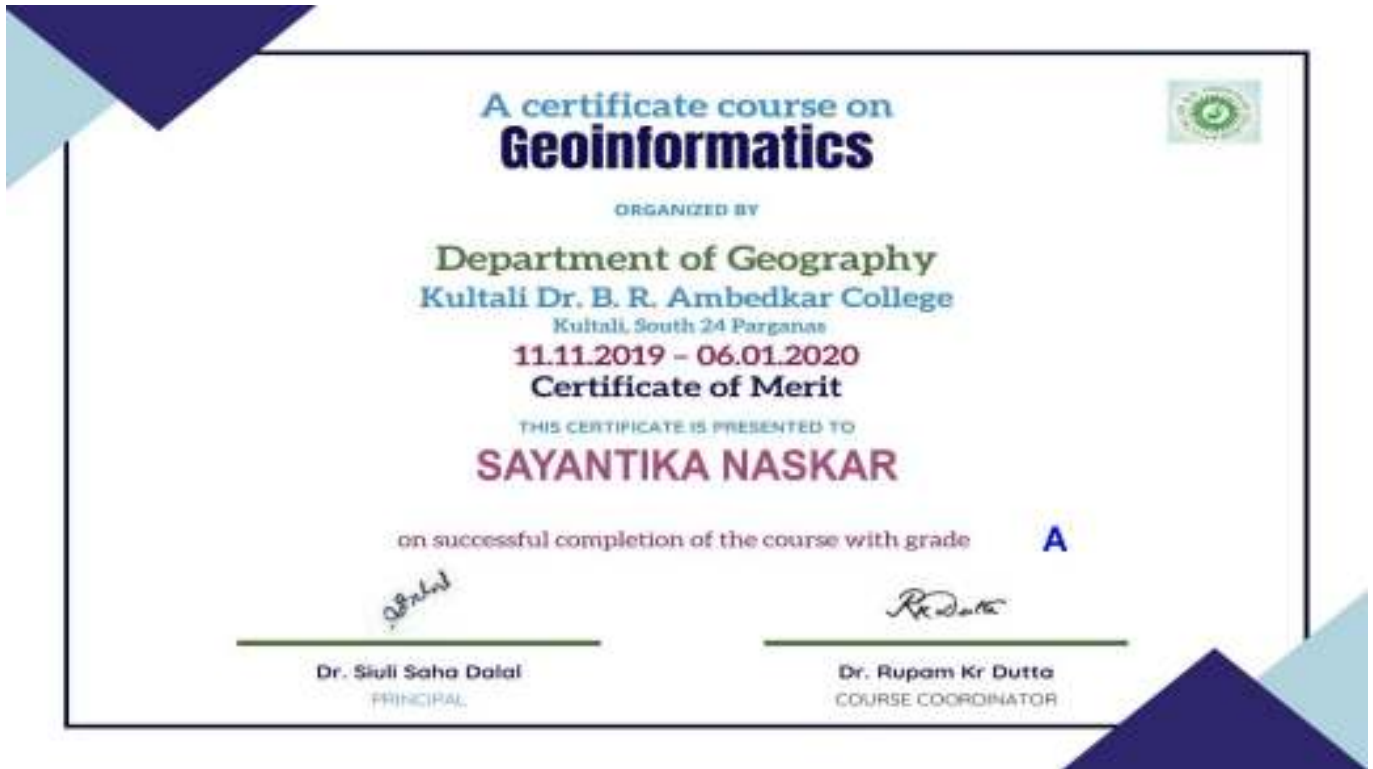 A certificate course on
Geoinformatics
ORGANIZED BY
Department of Geography
Kultali Dr. B. R. Ambedkar College
Kultali, South 24 Parganas
11.11.2019 – 06.01.2020
Certificate of Merit
THIS CERTIFICATE IS PRESENTED TO
SAYANTIKA NASKAR
on successful completion of the course with grade A
Dr. Siuli Saha Dalal
PRINCIPAL
Dr. Rupam Kr Dutta
COURSE COORDINATOR